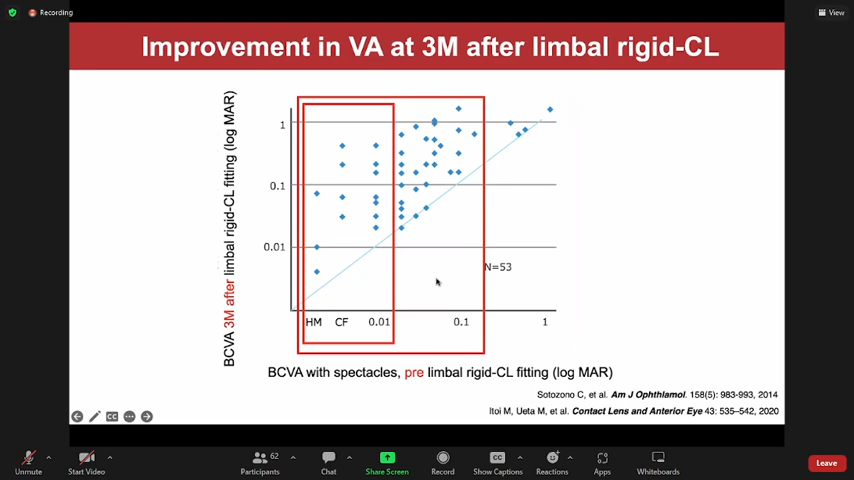 Recording
View
Improvement in VA at 3M after limbal rigid-CL
BCVA 3M after limbal rigid-CL fitting (log MAR)
1
0.1
0.01
N=53
HM CF 0.01 0.1 1
BCVA with spectacles, pre limbal rigid-CL fitting (log MAR)
Sotozono C, et al. Am J Ophthlamol. 158(5): 983-993, 2014
Itoi M, Ueta M, et al. Contact Lens and Anterior Eye 43: 535–542, 2020
CC
62
CC
Unmute Start Video Participants Chat Share Screen Record Show Captions Reactions Apps Whiteboards Leave